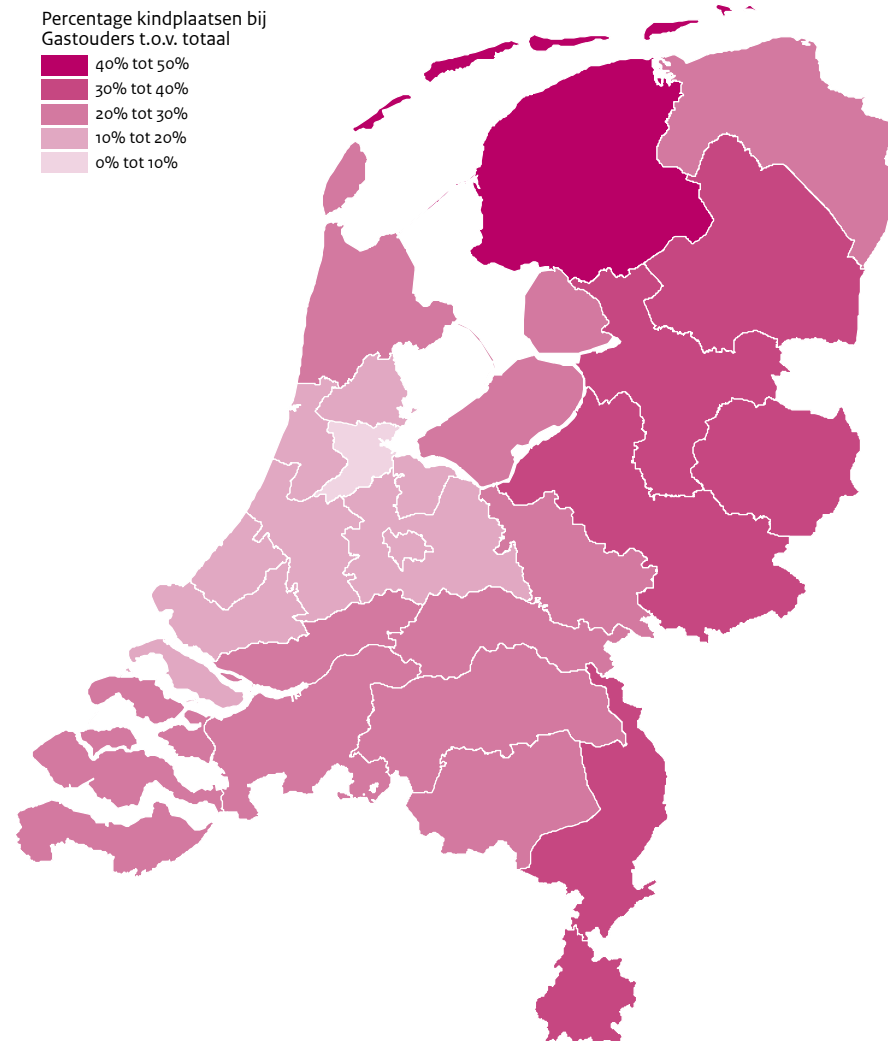 Percentage kindplaatsen bij
Gastouders t.o.v. totaal
40% tot 50%
30% tot 40%
20% tot 30%
10% tot 20%
0% tot 10%